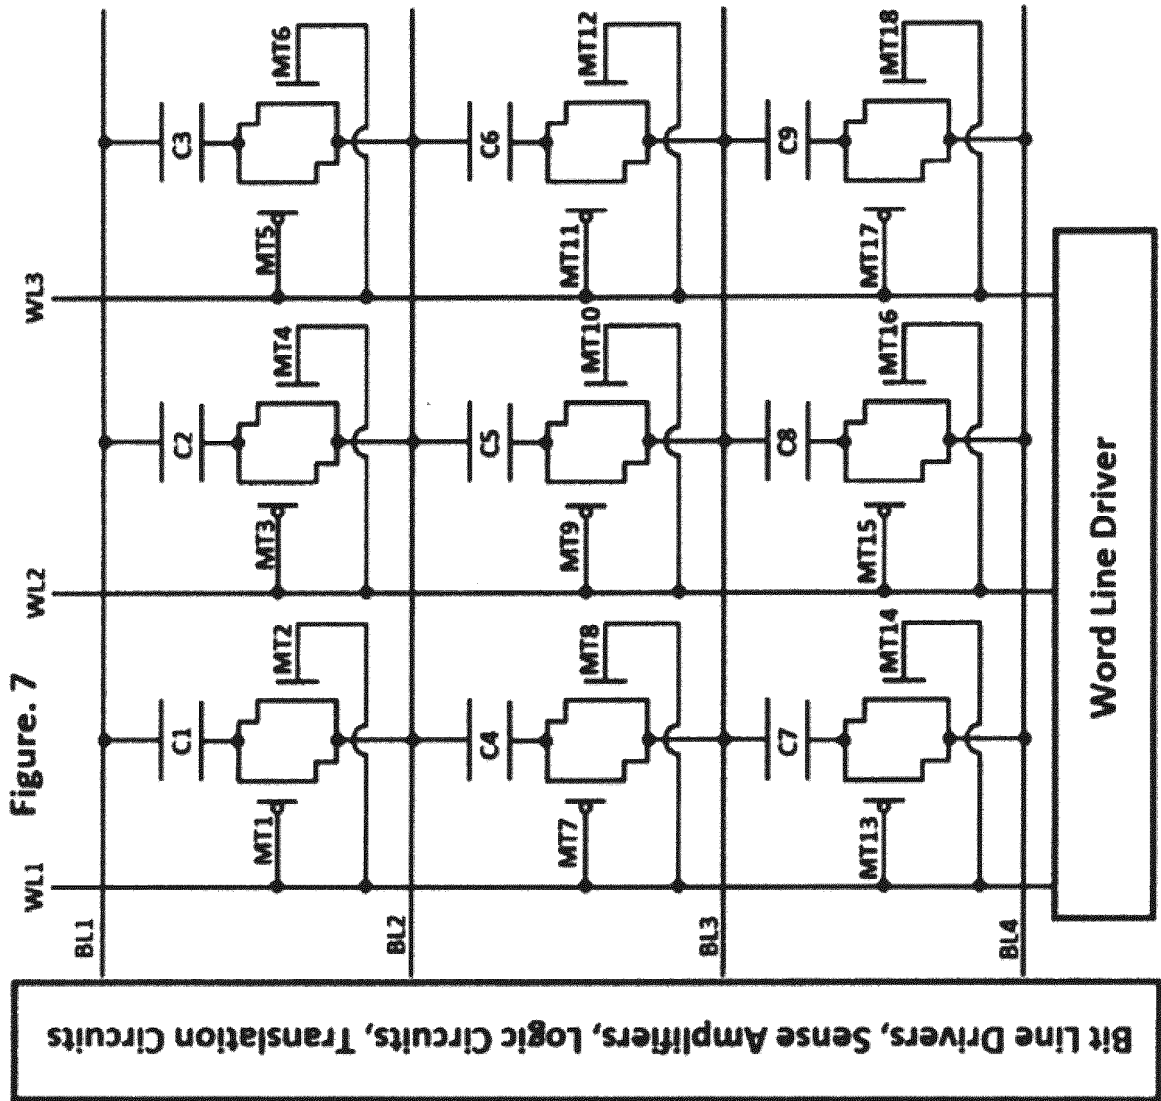 Figure. 7
WL1
WL2
WL3
BL1
C1
C2
C3
MT1
MT2
MT3
MT4
MT5
MT6
BL2
C4
C5
C6
MT7
MT8
MT9
MT10
MT11
MT12
BL3
C7
C8
C9
MT13
MT14
MT15
MT16
MT17
MT18
BL4
Word Line Driver
Bit Line Drivers, Sense Amplifiers, Logic Circuits, Translation Circuits